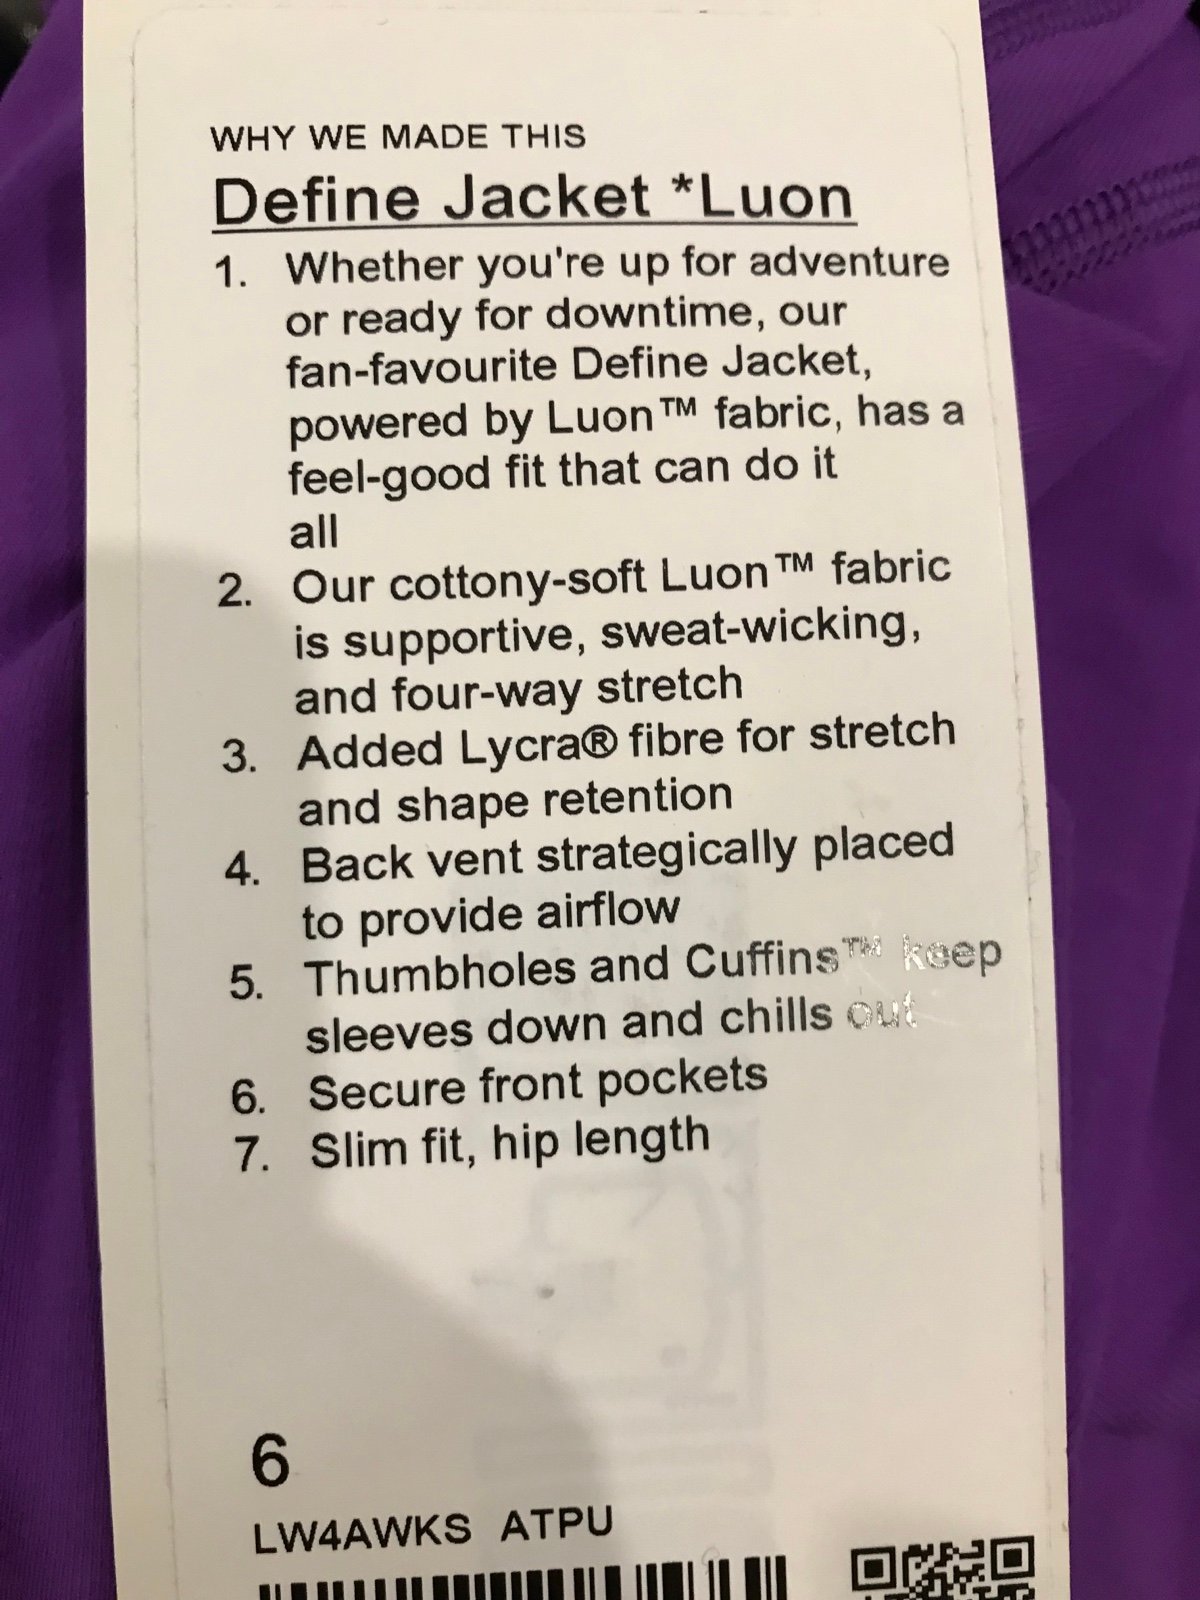 WHY WE MADE THIS
Define Jacket *Luon
1. Whether you're up for adventure
or ready for downtime, our
fan-favourite Define Jacket,
powered by Luon™ fabric, has a
feel-good fit that can do it
all
2. Our cottony-soft Luon™ fabric
is supportive, sweat-wicking,
and four-way stretch
3. Added Lycra® fibre for stretch
and shape retention
4. Back vent strategically placed
to provide airflow
5. Thumbholes and Cuffins™ keep
sleeves down and chills out
6. Secure front pockets
7. Slim fit, hip length
6
LW4AWKS ATPU